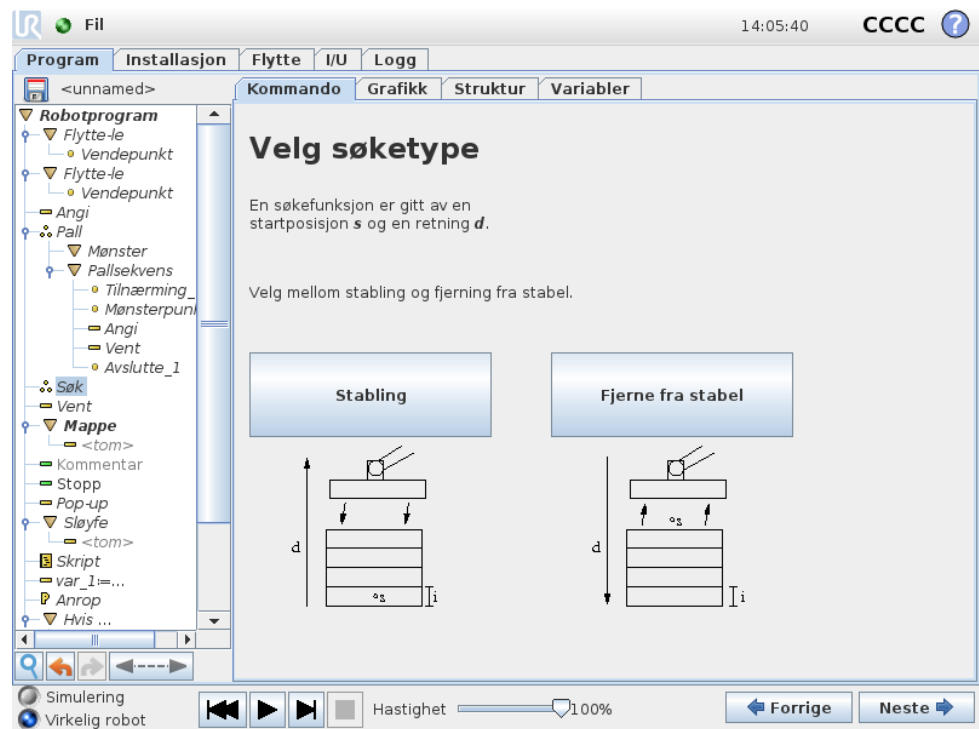 UR Fil 14:05:40 CCCC ?
Program Installasjon Flytte I/U Logg
<unnamed>
Kommando Grafikk Struktur Variabler
Robotprogram
Flytte-le
Vendepunkt
Flytte-le
Vendepunkt
Angi
Pall
Mønster
Pallsekvens
Tilnærming_
Mønsterpun
Angi
Vent
Avslutte_1
Søk
Vent
Mappe
<tom>
Kommentar
Stopp
Pop-up
Sløyfe
<tom>
Skript
var_1:=...
P Anrop
Hvis ...
Velg søketype
En søkefunksjon er gitt av en
startposisjon s og en retning d.
Velg mellom stabling og fjerning fra stabel.
Stabling Fjerne fra stabel
d s i
d s i
Simulering
Virkelig robot
Hastighet 100%
Forrige Neste